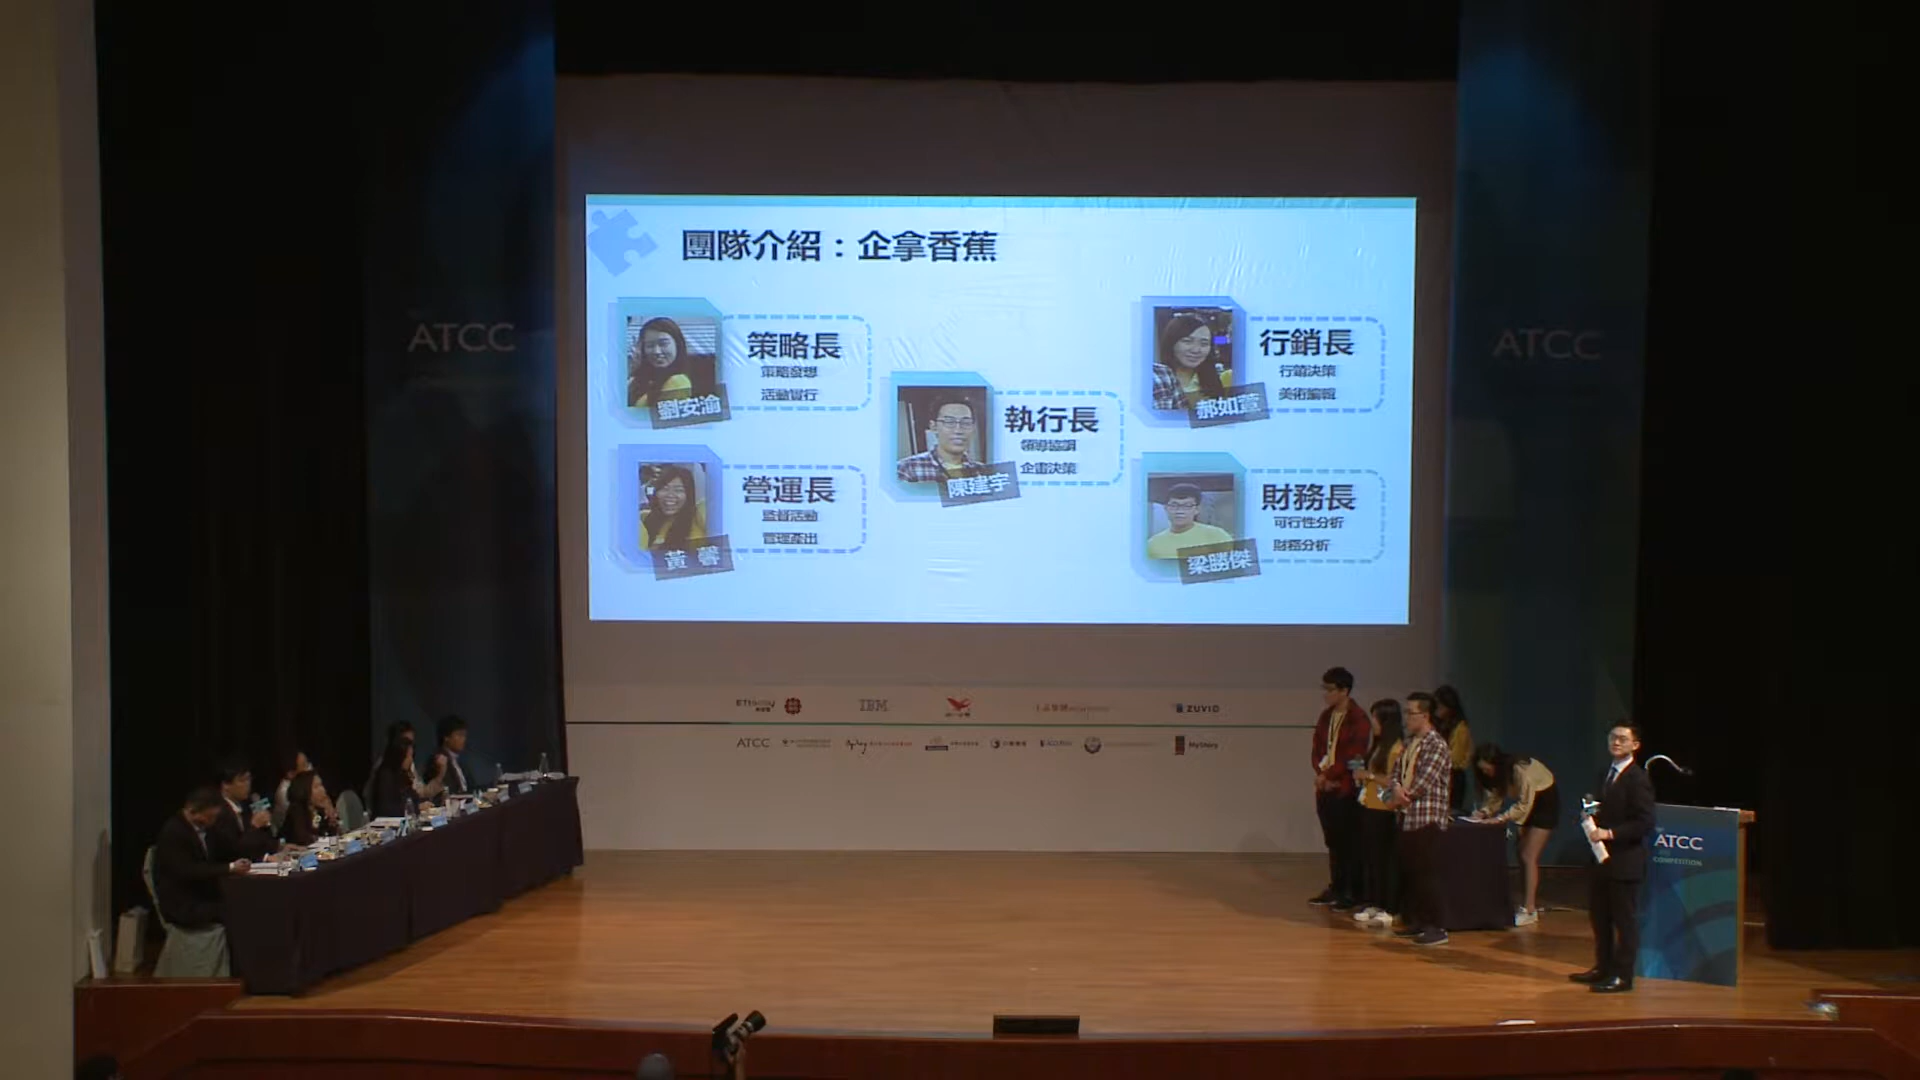 團隊介紹：企拿香蕉
策略長
策略發想
活動實行
劉安渝
營運長
監督活動
管理產出
黃馨
執行長
領導協調
企劃決策
陳建宇
行銷長
行銷決策
美術編輯
郝如萱
財務長
可行性分析
財務分析
梁勝傑
ATCC
ATCC
IBM
ZUVIO
ATCC
MyStory
ATCC
COMPETITION